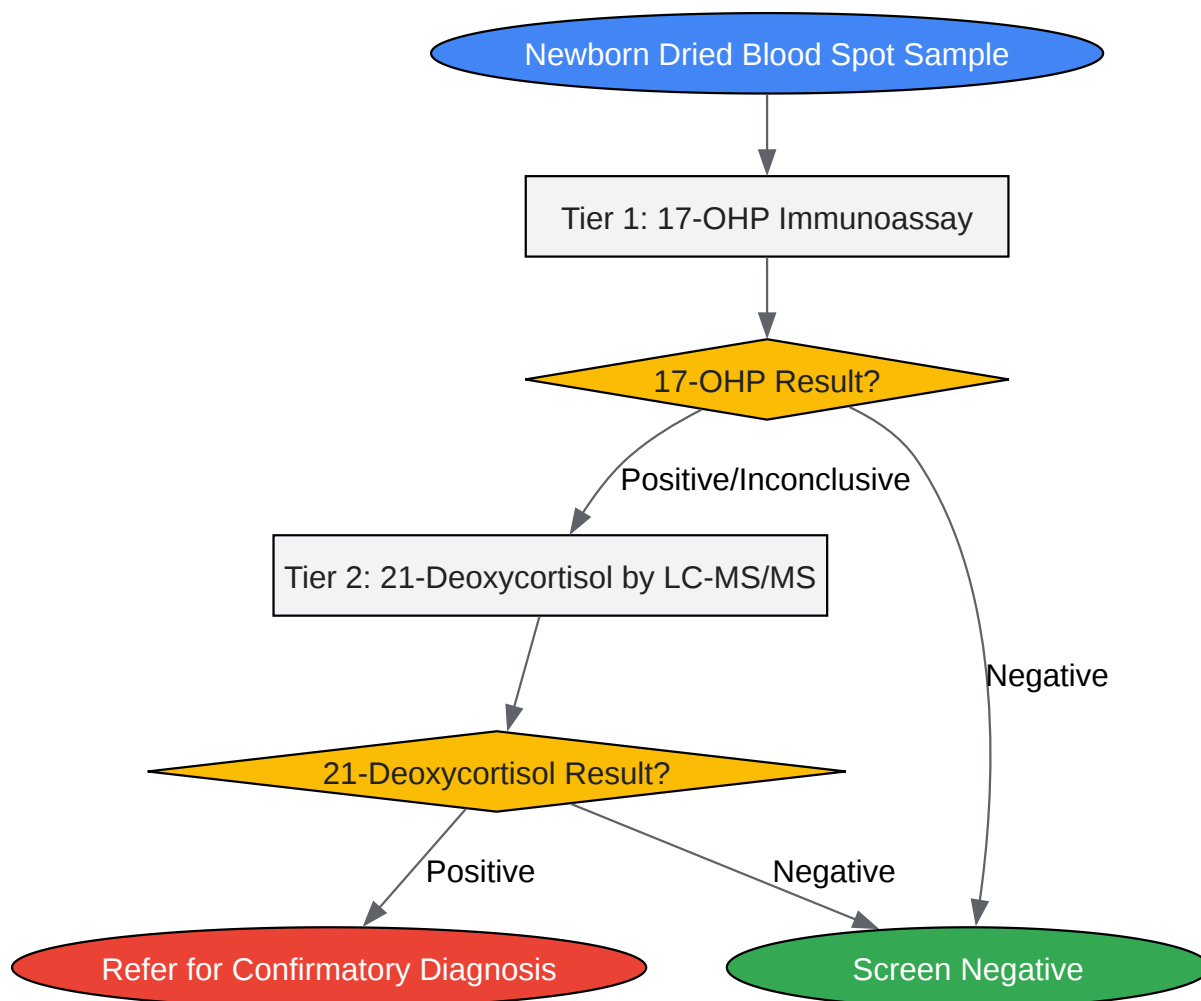 Newborn Dried Blood Spot Sample
Tier 1: 17-OHP Immunoassay
17-OHP Result?
Positive/Inconclusive
Tier 2: 21-Deoxycortisol by LC-MS/MS
Negative
21-Deoxycortisol Result?
Positive
Negative
Refer for Confirmatory Diagnosis
Screen Negative